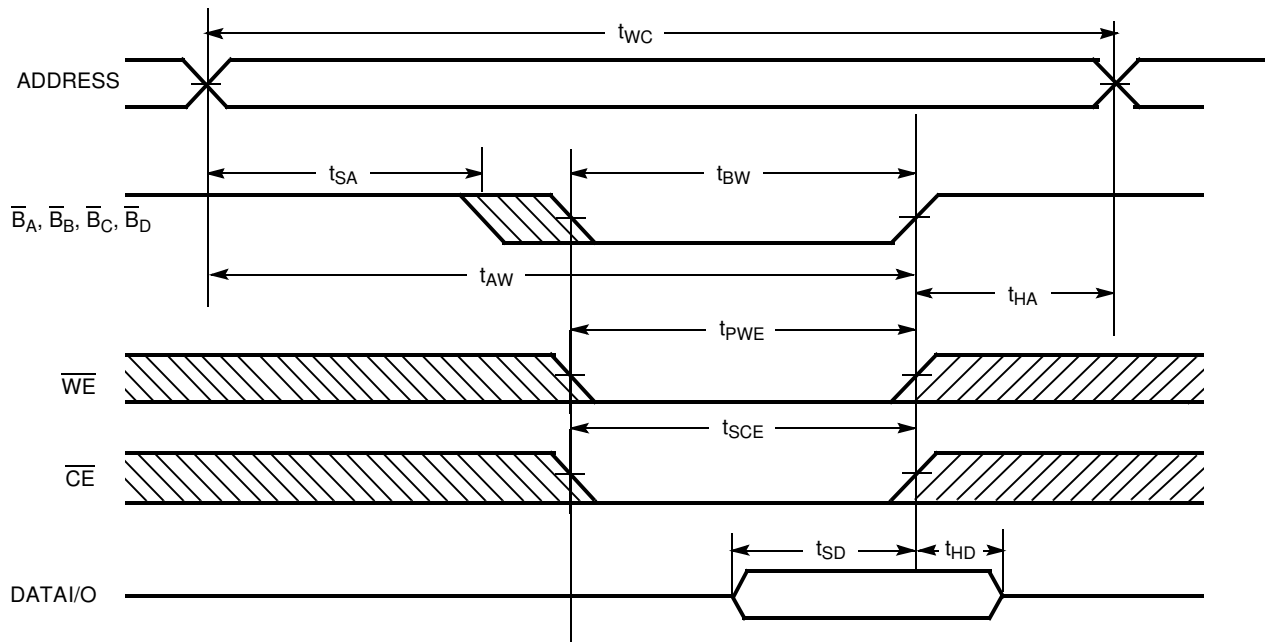 tWC
ADDRESS
tSA
tBW
B̅A, B̅B, B̅C, B̅D
tAW
tHA
tPWE
W̅E̅
tSCE
C̅E̅
tSD
tHD
DATAI/O